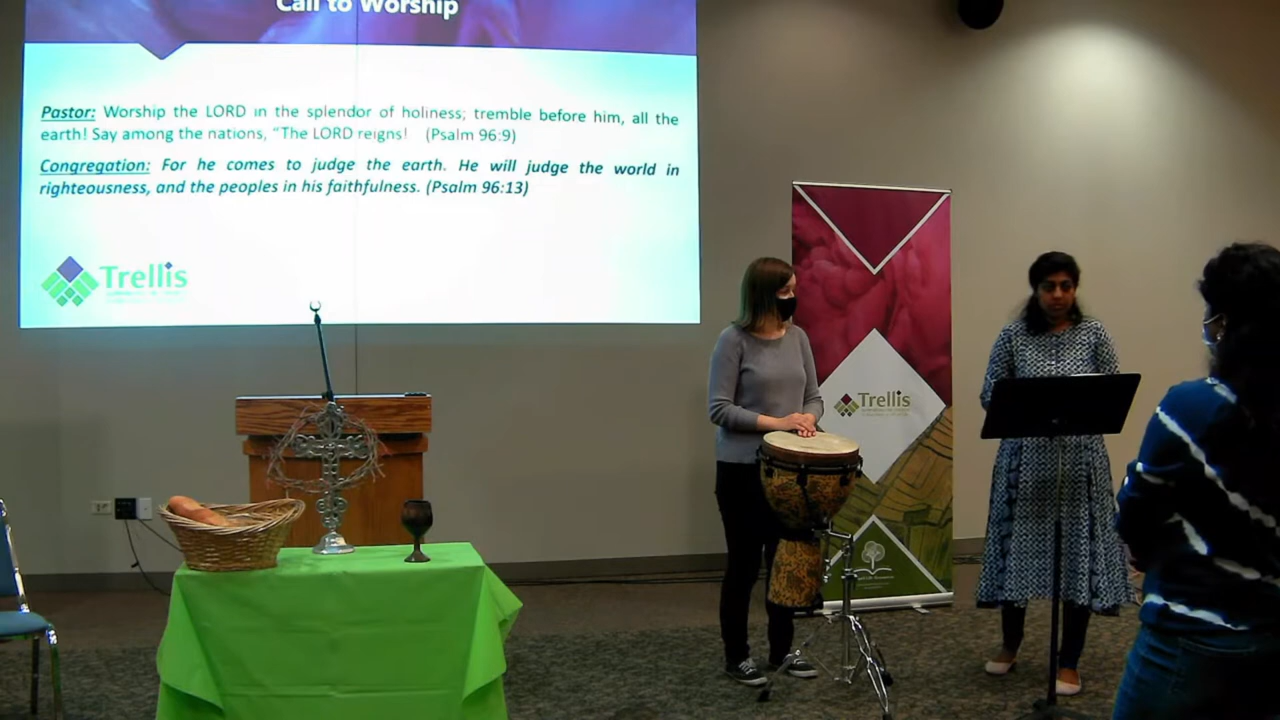 Call to Worship
Pastor: Worship the LORD in the splendor of holiness; tremble before him, all the
earth! Say among the nations, “The LORD reigns!   (Psalm 96:9)
Congregation: For he comes to judge the earth. He will judge the world in
righteousness, and the peoples in his faithfulness. (Psalm 96:13)
Trellis
Trellis